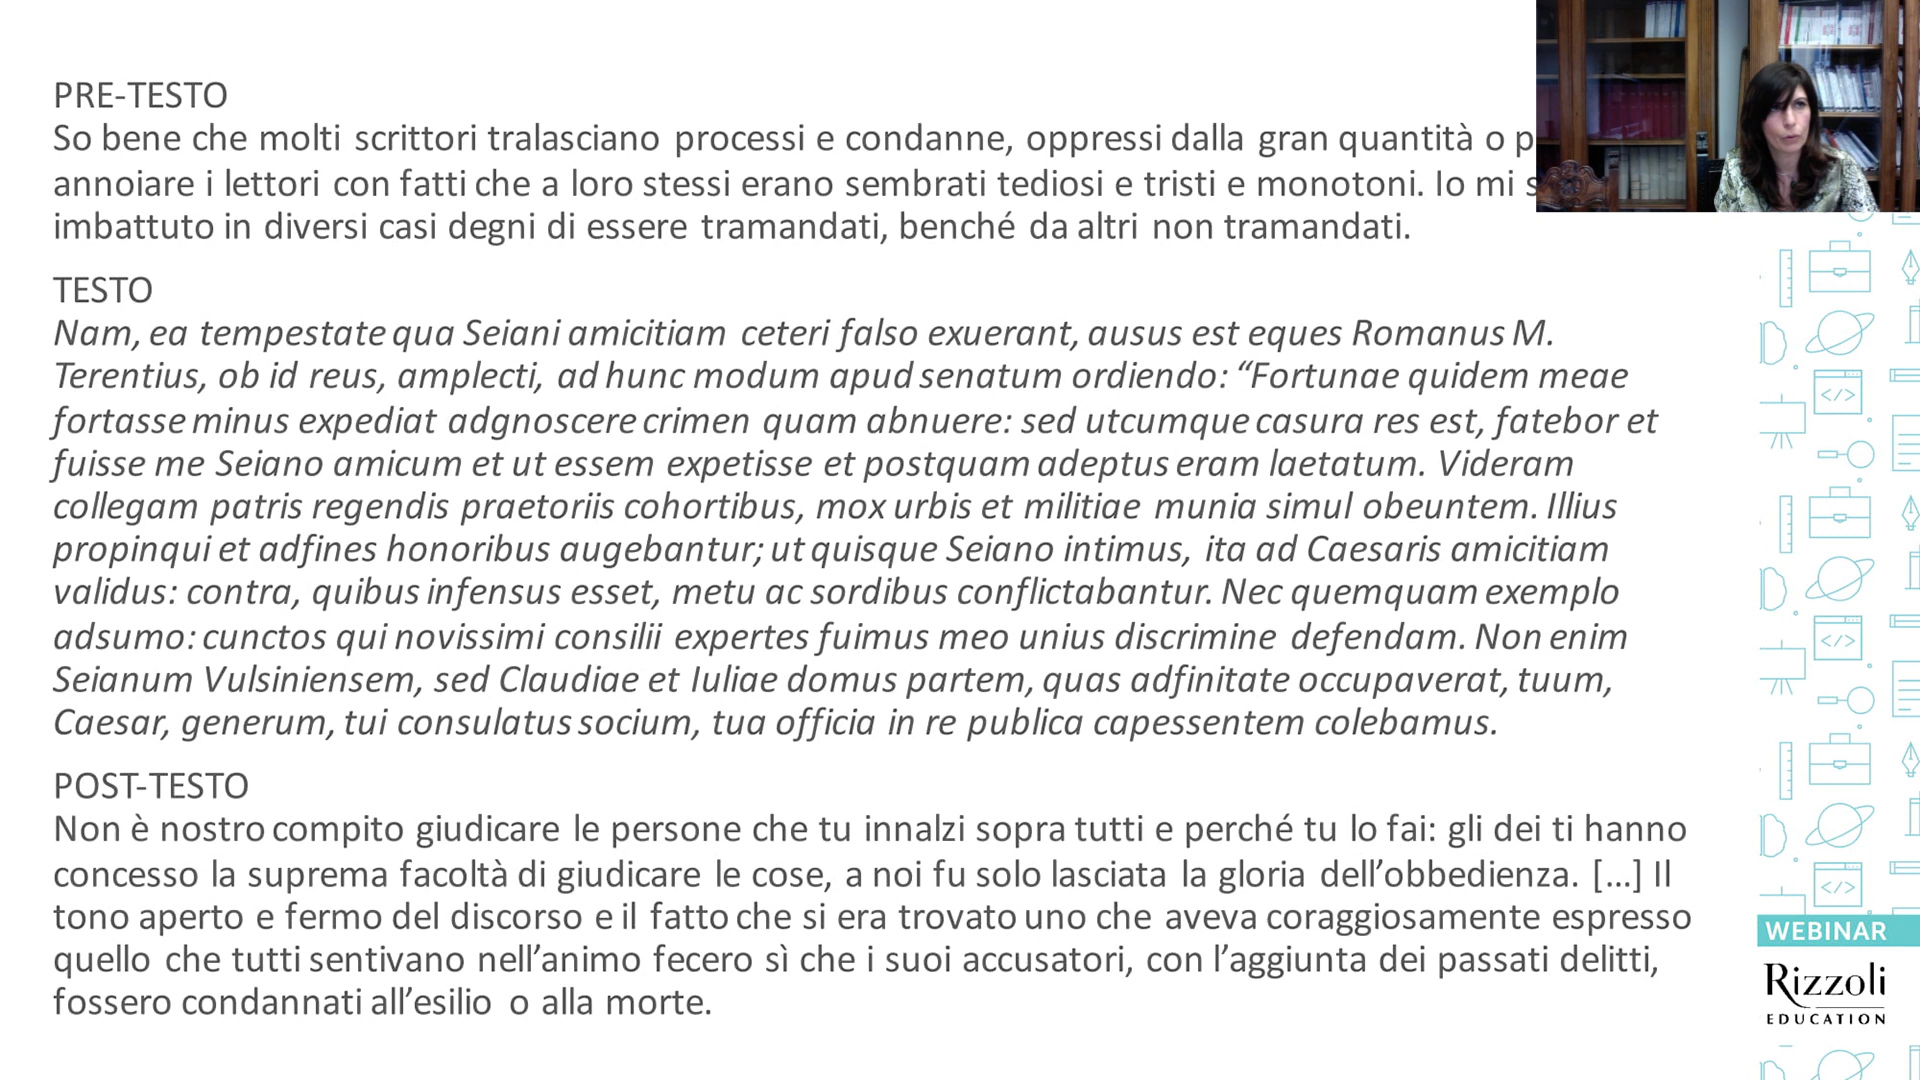 PRE-TESTO
So bene che molti scrittori tralasciano processi e condanne, oppressi dalla gran quantità o
annoiare i lettori con fatti che a loro stessi erano sembrati tediosi e tristi e monotoni. Io mi
imbattuto in diversi casi degni di essere tramandati, benché da altri non tramandati.
TESTO
Nam, ea tempestate qua Seiani amicitiam ceteri falso exuerant, ausus est eques Romanus M.
Terentius, ob id reus, amplecti, ad hunc modum apud senatum ordiendo: “Fortunae quidem meae
fortasse minus expediat adgnoscere crimen quam abnuere: sed utcumque casura res est, fatebor et
fuisse me Seiano amicum et ut essem expetisse et postquam adeptus eram laetatum. Videram
collegam patris regendis praetoriis cohortibus, mox urbis et militiae munia simul obeuntem. Illius
propinqui et adfines honoribus augebantur; ut quisque Seiano intimus, ita ad Caesaris amicitiam
validus: contra, quibus infensus esset, metu ac sordibus conflictabantur. Nec quemquam exemplo
adsumo: cunctos qui novissimi consilii expertes fuimus meo unius discrimine defendam. Non enim
Seianum Vulsiniensem, sed Claudiae et Iuliae domus partem, quas adfinitate occupaverat, tuum,
Caesar, generum, tui consulatus socium, tua officia in re publica capessentem colebamus.
POST-TESTO
Non è nostro compito giudicare le persone che tu innalzi sopra tutti e perché tu lo fai: gli dei ti hanno
concesso la suprema facoltà di giudicare le cose, a noi fu solo lasciata la gloria dell’obbedienza. […] Il
tono aperto e fermo del discorso e il fatto che si era trovato uno che aveva coraggiosamente espresso
quello che tutti sentivano nell’animo fecero sì che i suoi accusatori, con l’aggiunta dei passati delitti,
fossero condannati all’esilio o alla morte.
WEBINAR
Rizzoli
EDUCATION